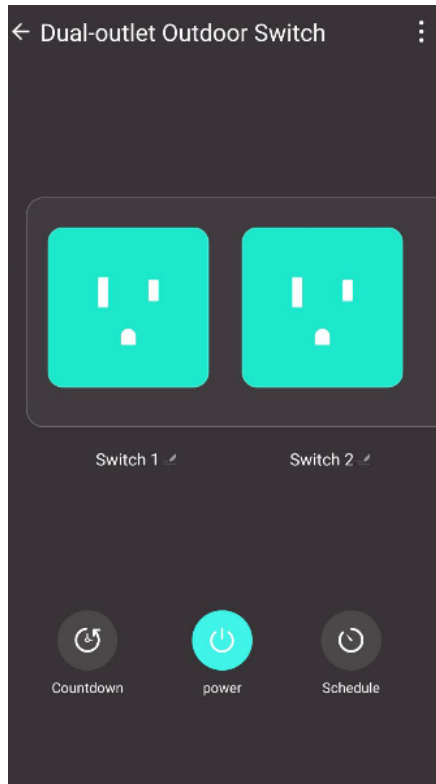 Dual-outlet Outdoor Switch
Switch 1
Switch 2
Countdown
power
Schedule